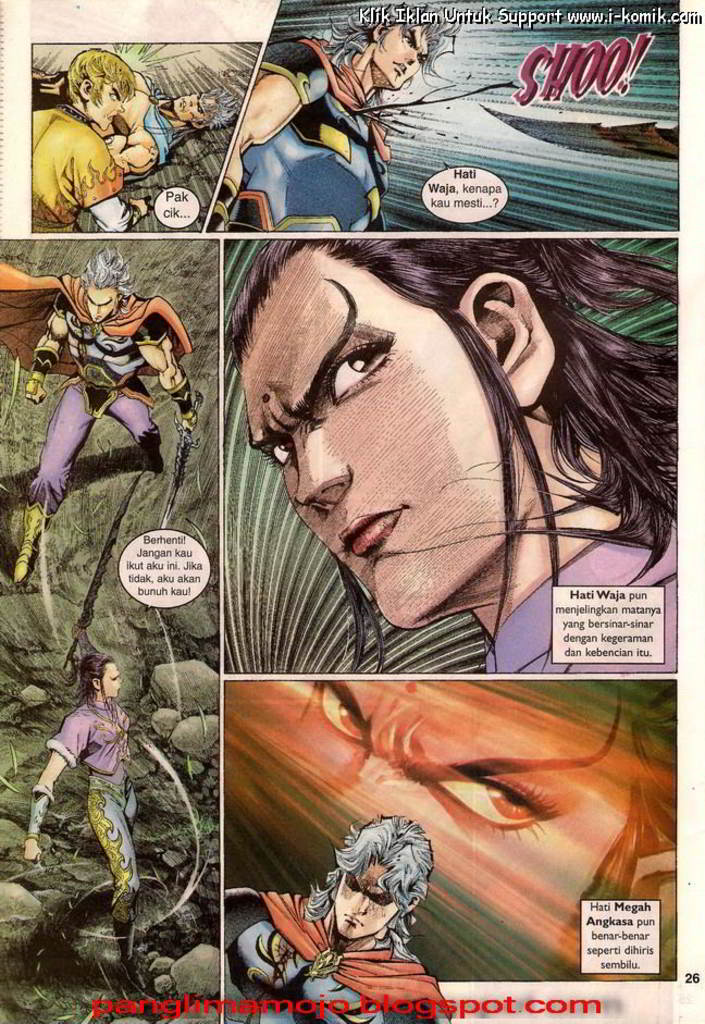 Klik Iklan Untuk Support www.i-komik.com
SHOO!
Pak
cik...
Hati
Waja, kenapa
kau mesti...?
Berhenti!
Jangan kau
ikut aku ini. Jika
tidak, aku akan
bunuh kau!
Hati Waja pun
menjelingkan matanya
yang bersinar-sinar
dengan kegeraman
dan kebencian itu.
Hati Megah
Angkasa pun
benar-benar
seperti dihiris
sembilu.
26
panglimamojo.blogspot.com